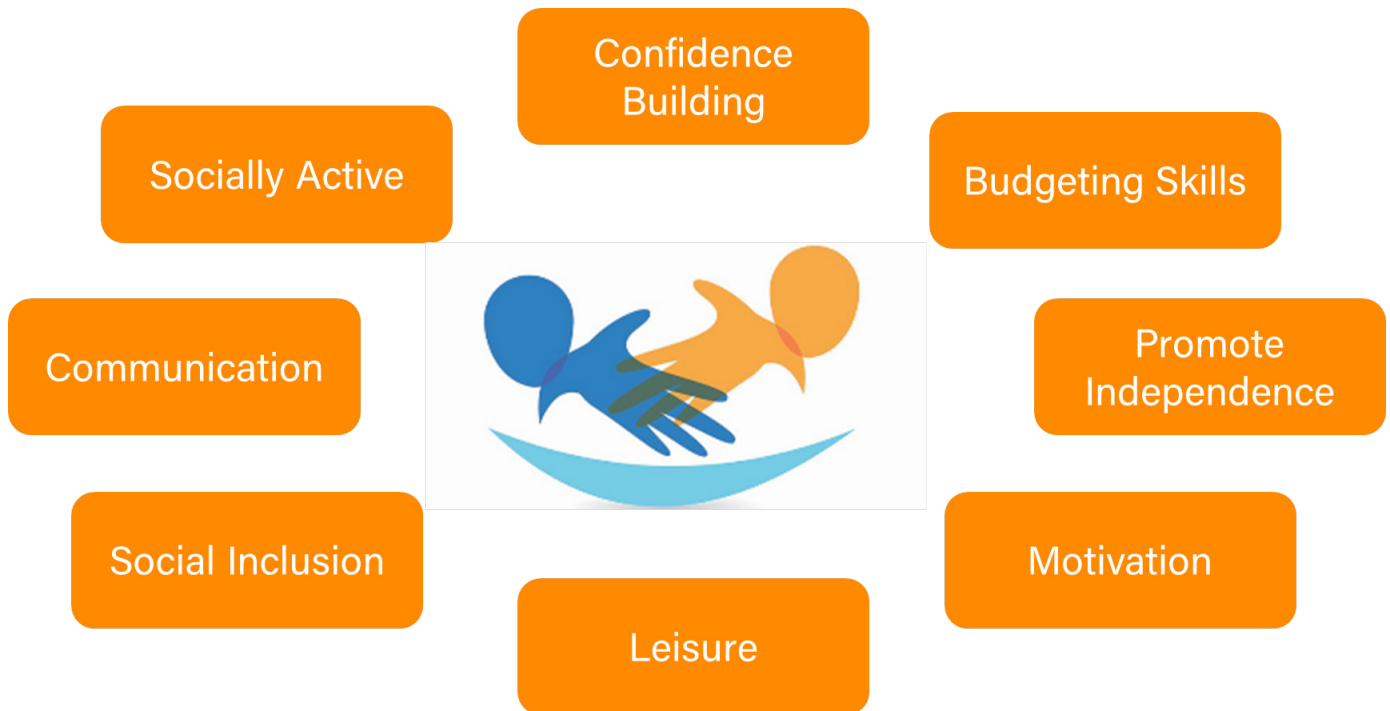 Confidence
Building
Socially Active
Budgeting Skills
Communication
Promote
Independence
Social Inclusion
Motivation
Leisure